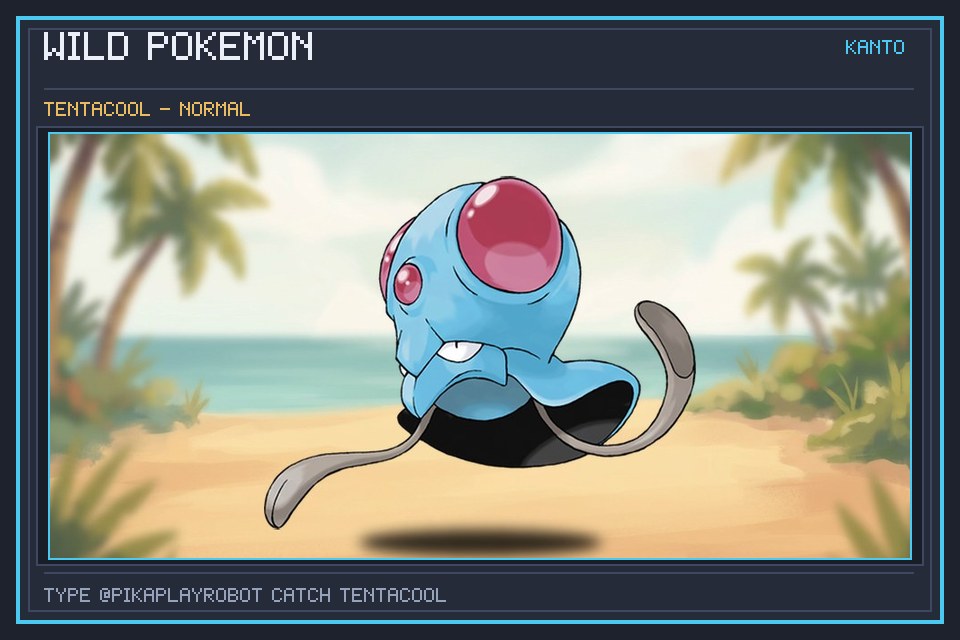 WILD POKEMON
KANTO
TENTACOOL - NORMAL
TYPE @PIKAPLAYROBOT CATCH TENTACOOL